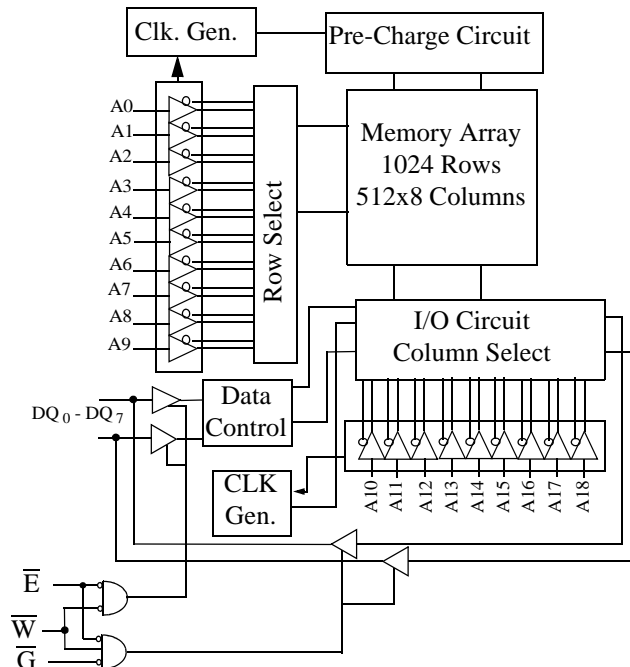 Clk. Gen.
Pre-Charge Circuit
A0
A1
A2
A3
A4
A5
A6
A7
A8
A9
Row Select
Memory Array
1024 Rows
512x8 Columns
I/O Circuit
Column Select
DQ0 - DQ7
Data
Control
CLK
Gen.
A10
A11
A12
A13
A14
A15
A16
A17
A18
E
W
G